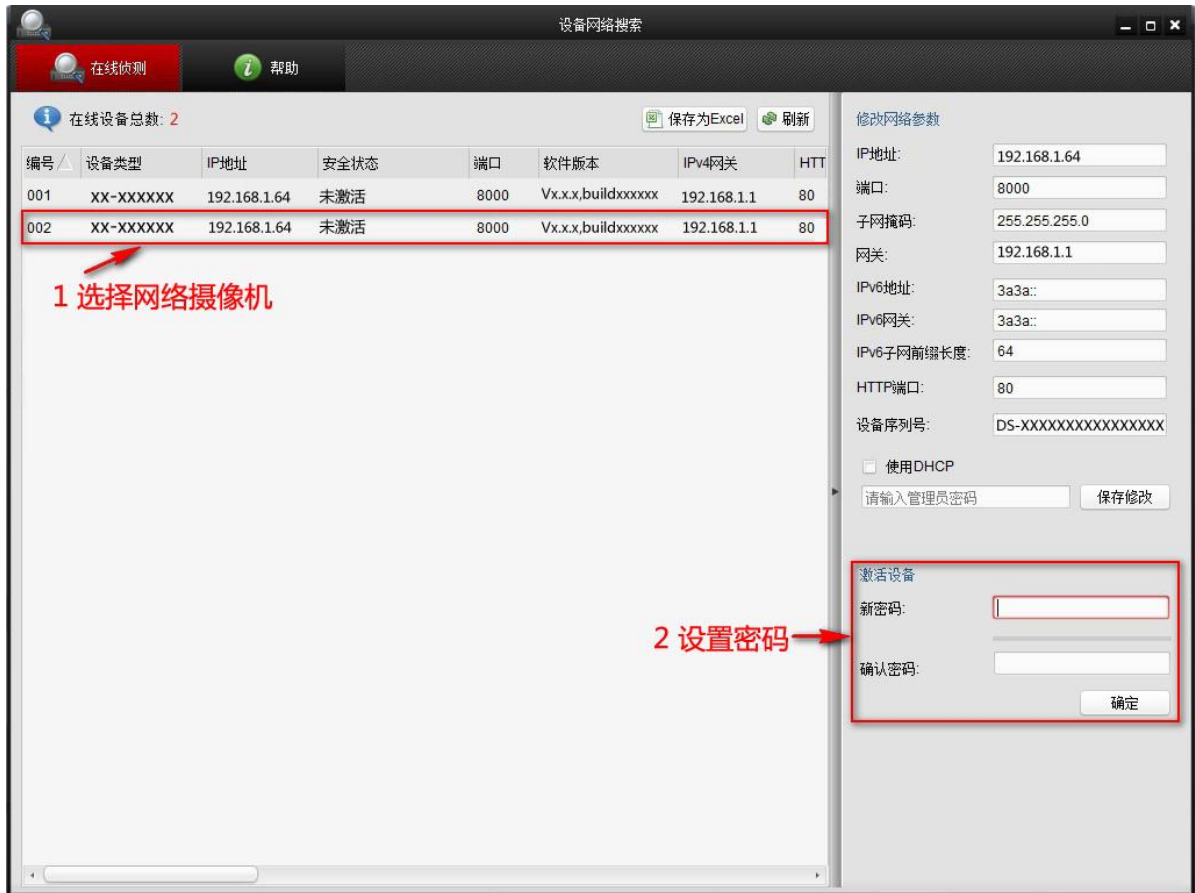 设备网络搜索
在线侦测
帮助
在线设备总数: 2
保存为Excel
刷新
编号 设备类型 IP地址 安全状态 端口 软件版本 IPv4网关 HTT
001 XX-XXXXXX 192.168.1.64 未激活 8000 Vx.x.x,buildxxxxxx 192.168.1.1 80
002 XX-XXXXXX 192.168.1.64 未激活 8000 Vx.x.x,buildxxxxxx 192.168.1.1 80
1 选择网络摄像机
修改网络参数
IP地址: 192.168.1.64
端口: 8000
子网掩码: 255.255.255.0
网关: 192.168.1.1
IPv6地址: 3a3a::
IPv6网关: 3a3a::
IPv6子网前缀长度: 64
HTTP端口: 80
设备序列号: DS-XXXXXXXXXXXXXXXX
使用DHCP
请输入管理员密码 保存修改
激活设备
新密码:
2 设置密码
确认密码:
确定